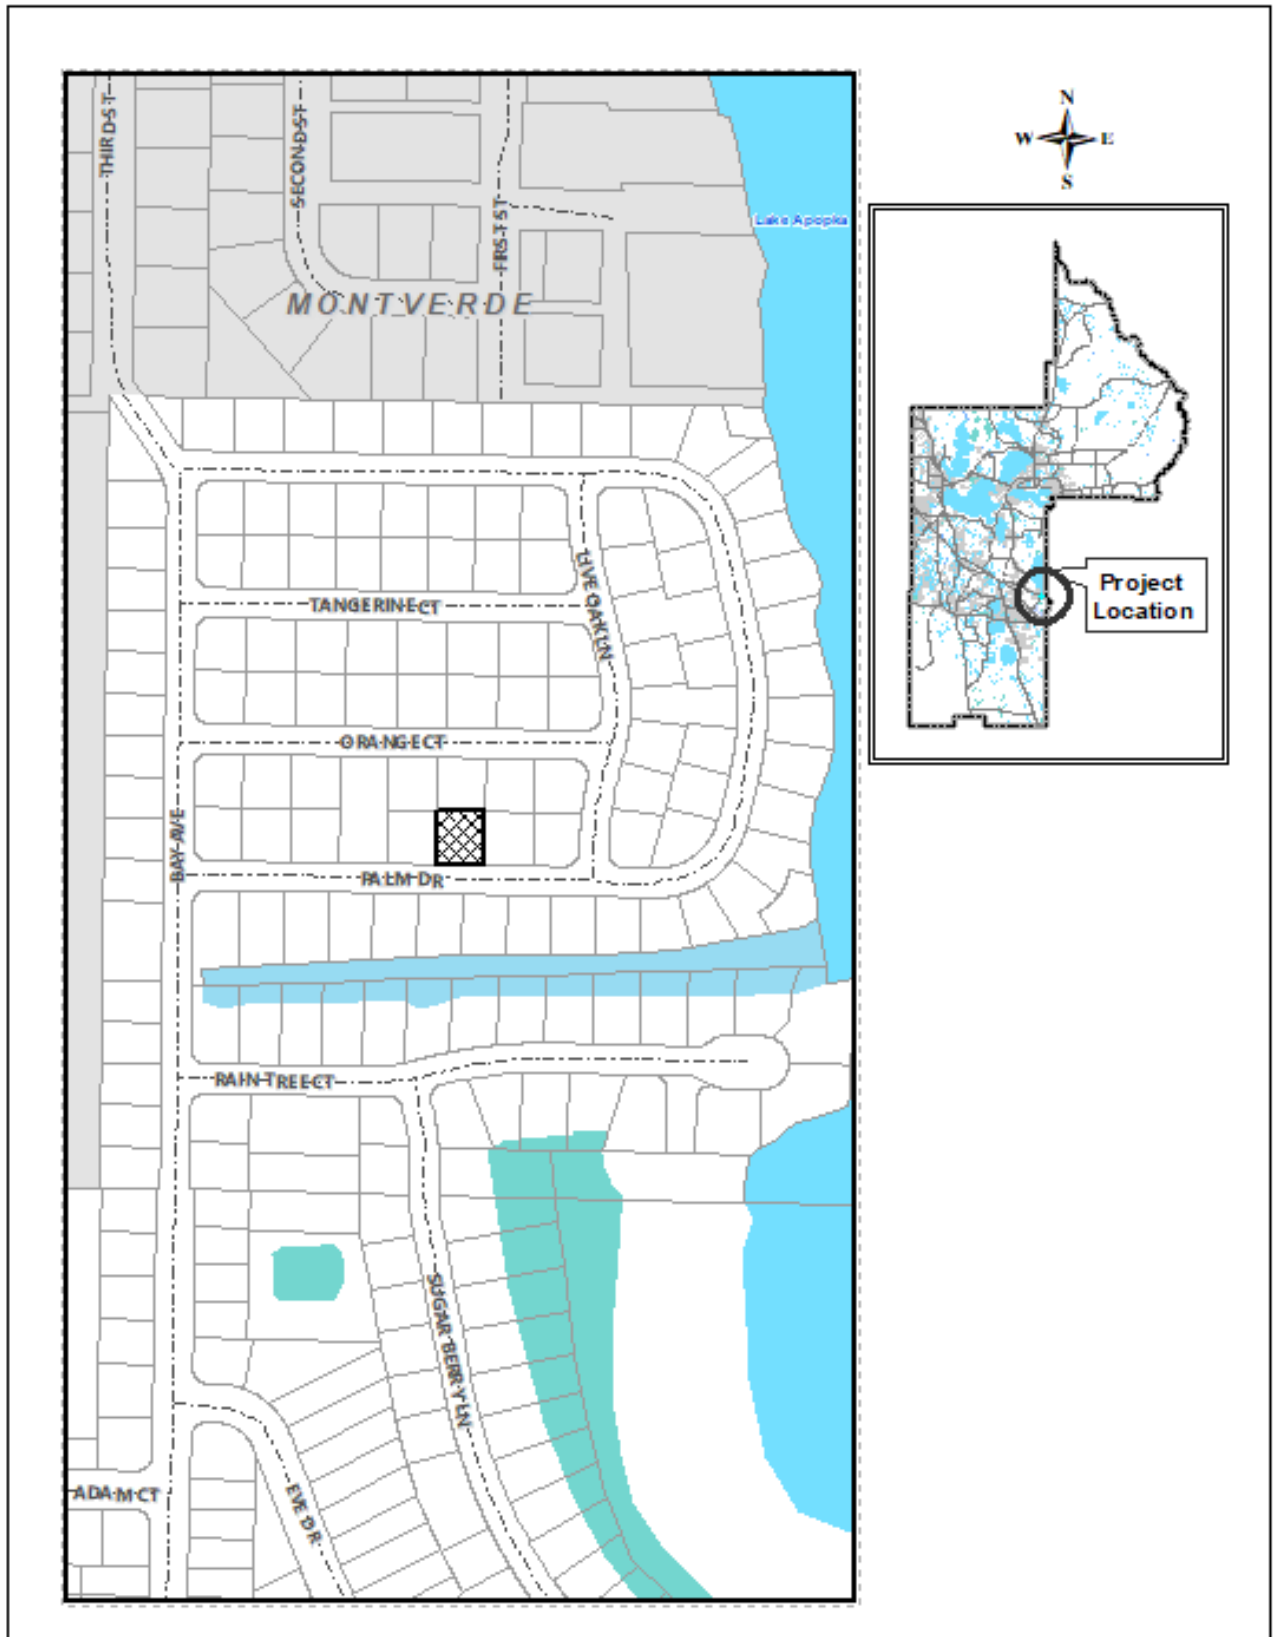 THIRD ST
SECOND ST
FIRST ST
Lake Apopka
MONTVERDE
LIVE OAK LN
TANGERINE CT
ORANGE CT
BAY AVE
PALM DR
RAIN TREE CT
SUGAR BERRY LN
ADAM CT
EVE DR
N
W E
S
Project
Location